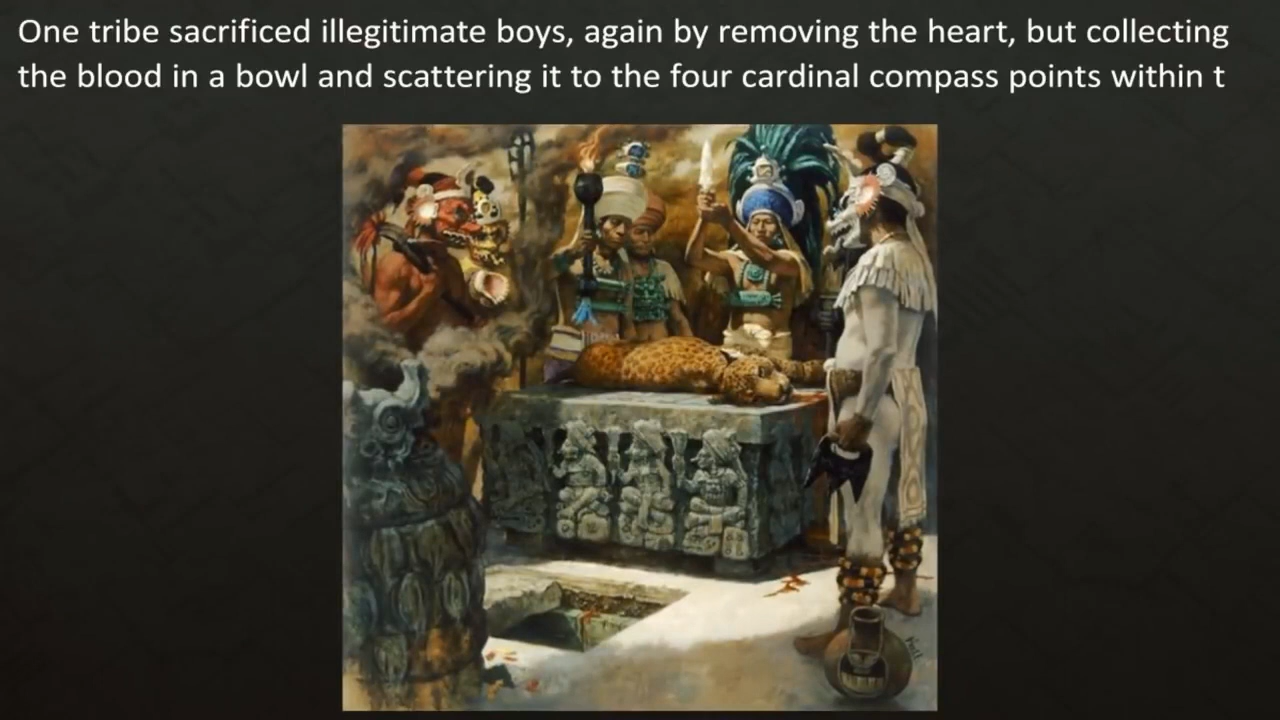 One tribe sacrificed illegitimate boys, again by removing the heart, but collecting
the blood in a bowl and scattering it to the four cardinal compass points within t